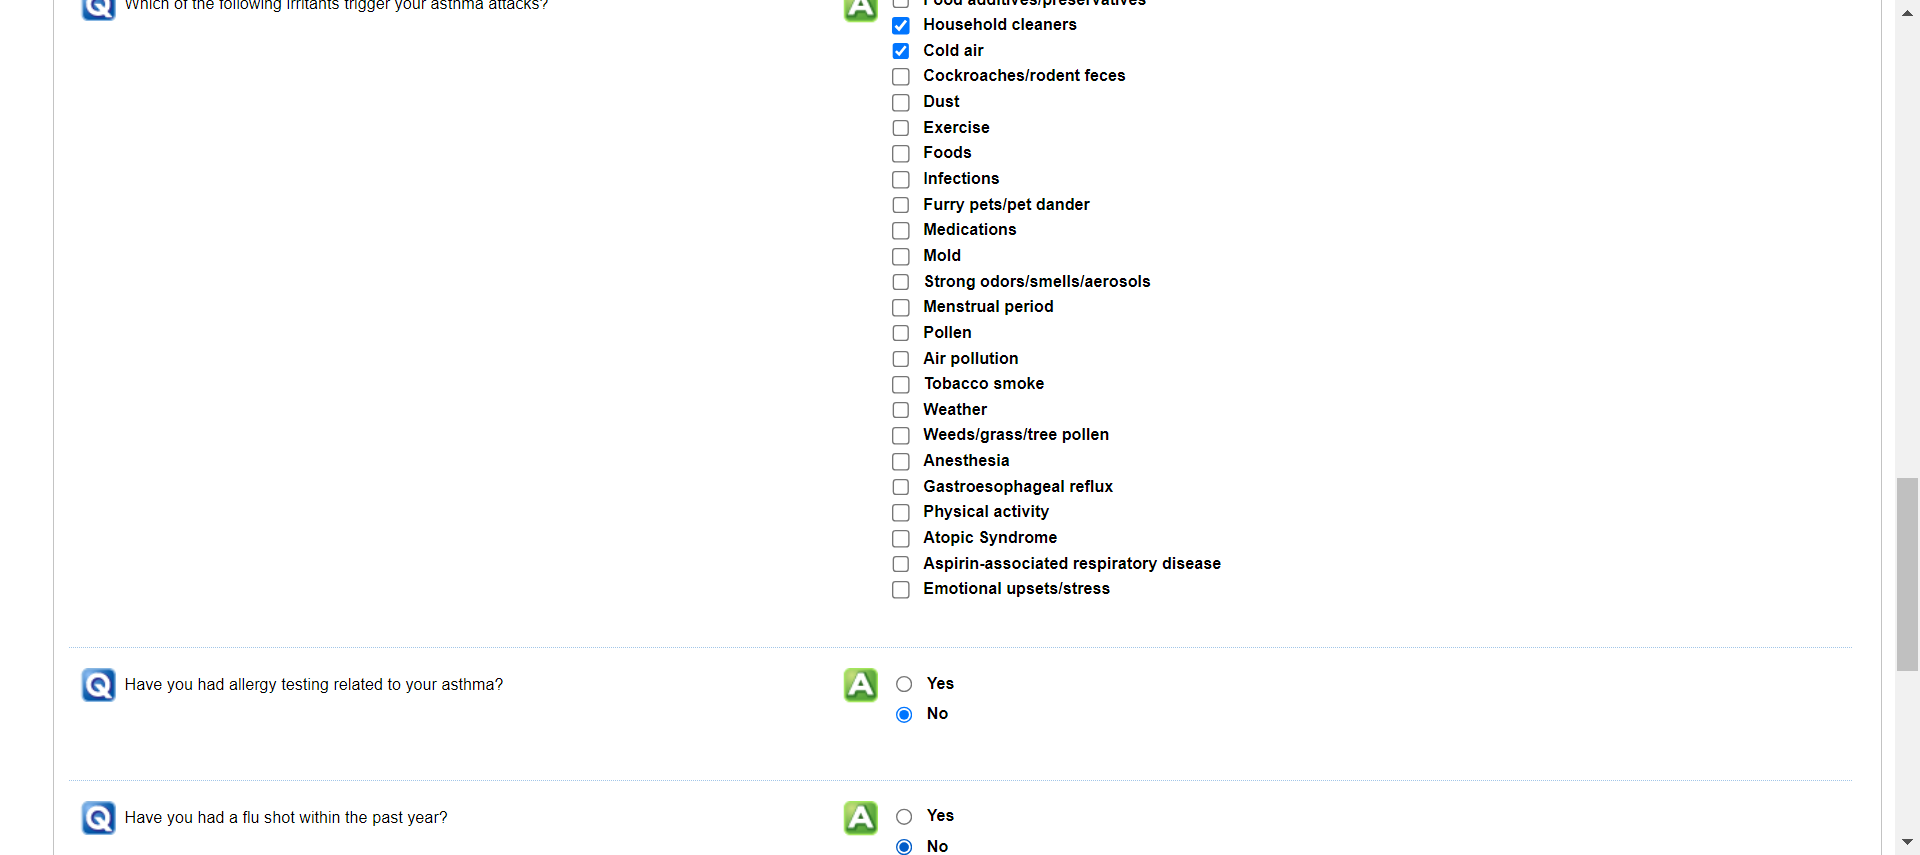 Which of the following irritants trigger your asthma attacks?
Food additives/preservatives
Household cleaners
Cold air
Cockroaches/rodent feces
Dust
Exercise
Foods
Infections
Furry pets/pet dander
Medications
Mold
Strong odors/smells/aerosols
Menstrual period
Pollen
Air pollution
Tobacco smoke
Weather
Weeds/grass/tree pollen
Anesthesia
Gastroesophageal reflux
Physical activity
Atopic Syndrome
Aspirin-associated respiratory disease
Emotional upsets/stress
Q Have you had allergy testing related to your asthma?
A Yes
No
Q Have you had a flu shot within the past year?
A Yes
No